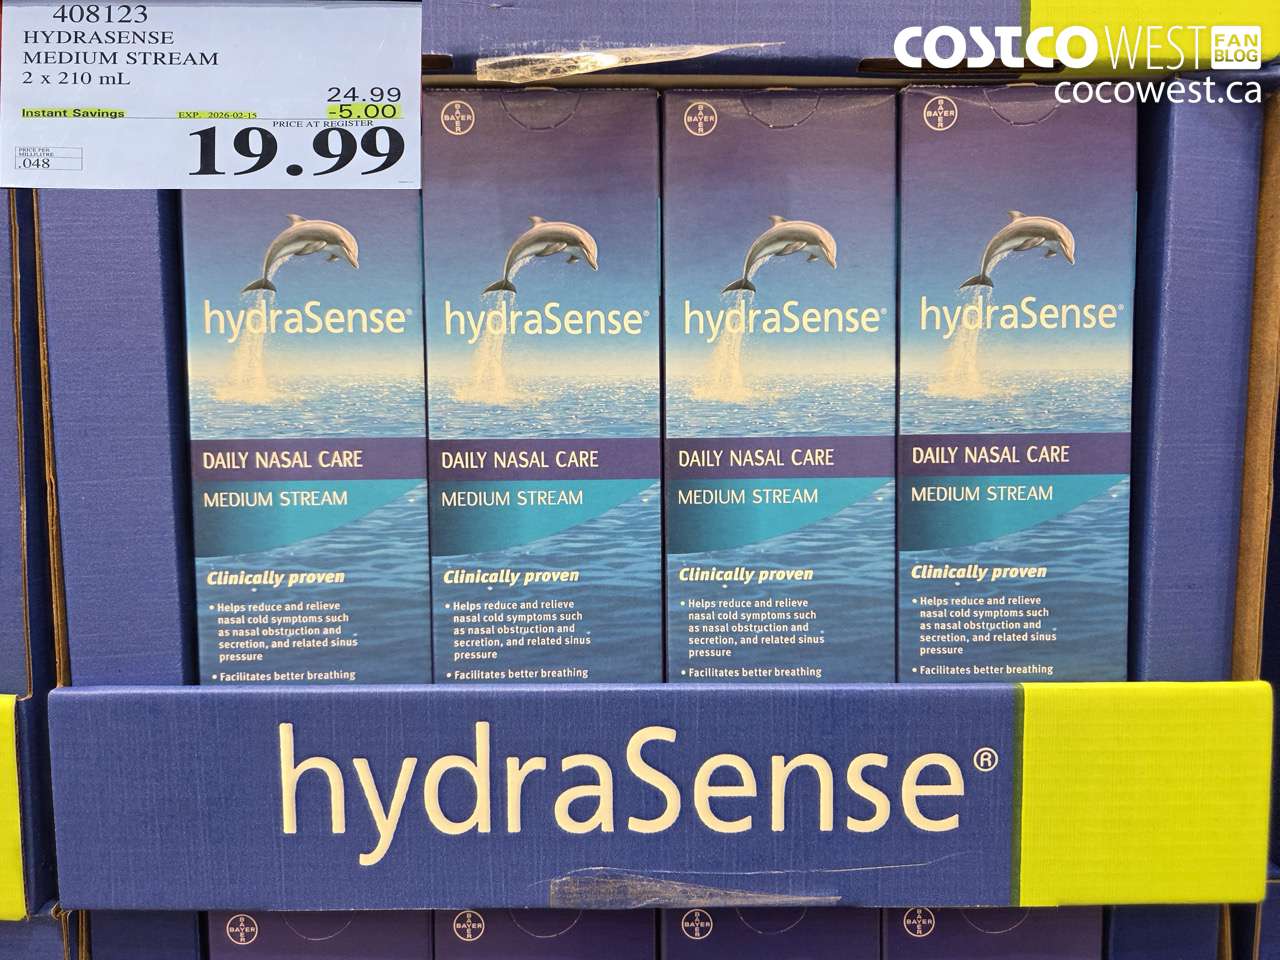 408123
HYDRASENSE
MEDIUM STREAM
2 x 210 mL
24.99
Instant Savings EXP. 2026-02-15 -5.00
PRICE AT REGISTER
19.99
PRICE PER
MILLILITRE
.048
COSTCO WEST FAN BLOG
cocowest.ca
BAYER
BAYER
BAYER
hydraSense®
DAILY NASAL CARE
MEDIUM STREAM
Clinically proven
• Helps reduce and relieve
nasal cold symptoms such
as nasal obstruction and
secretion, and related sinus
pressure
• Facilitates better breathing
hydraSense®
DAILY NASAL CARE
MEDIUM STREAM
Clinically proven
• Helps reduce and relieve
nasal cold symptoms such
as nasal obstruction and
secretion, and related sinus
pressure
• Facilitates better breathing
hydraSense®
DAILY NASAL CARE
MEDIUM STREAM
Clinically proven
• Helps reduce and relieve
nasal cold symptoms such
as nasal obstruction and
secretion, and related sinus
pressure
• Facilitates better breathing
hydraSense®
DAILY NASAL CARE
MEDIUM STREAM
Clinically proven
• Helps reduce and relieve
nasal cold symptoms such
as nasal obstruction and
secretion, and related sinus
pressure
• Facilitates better breathing
hydraSense®
BAYER
BAYER
BAYER
BAYER